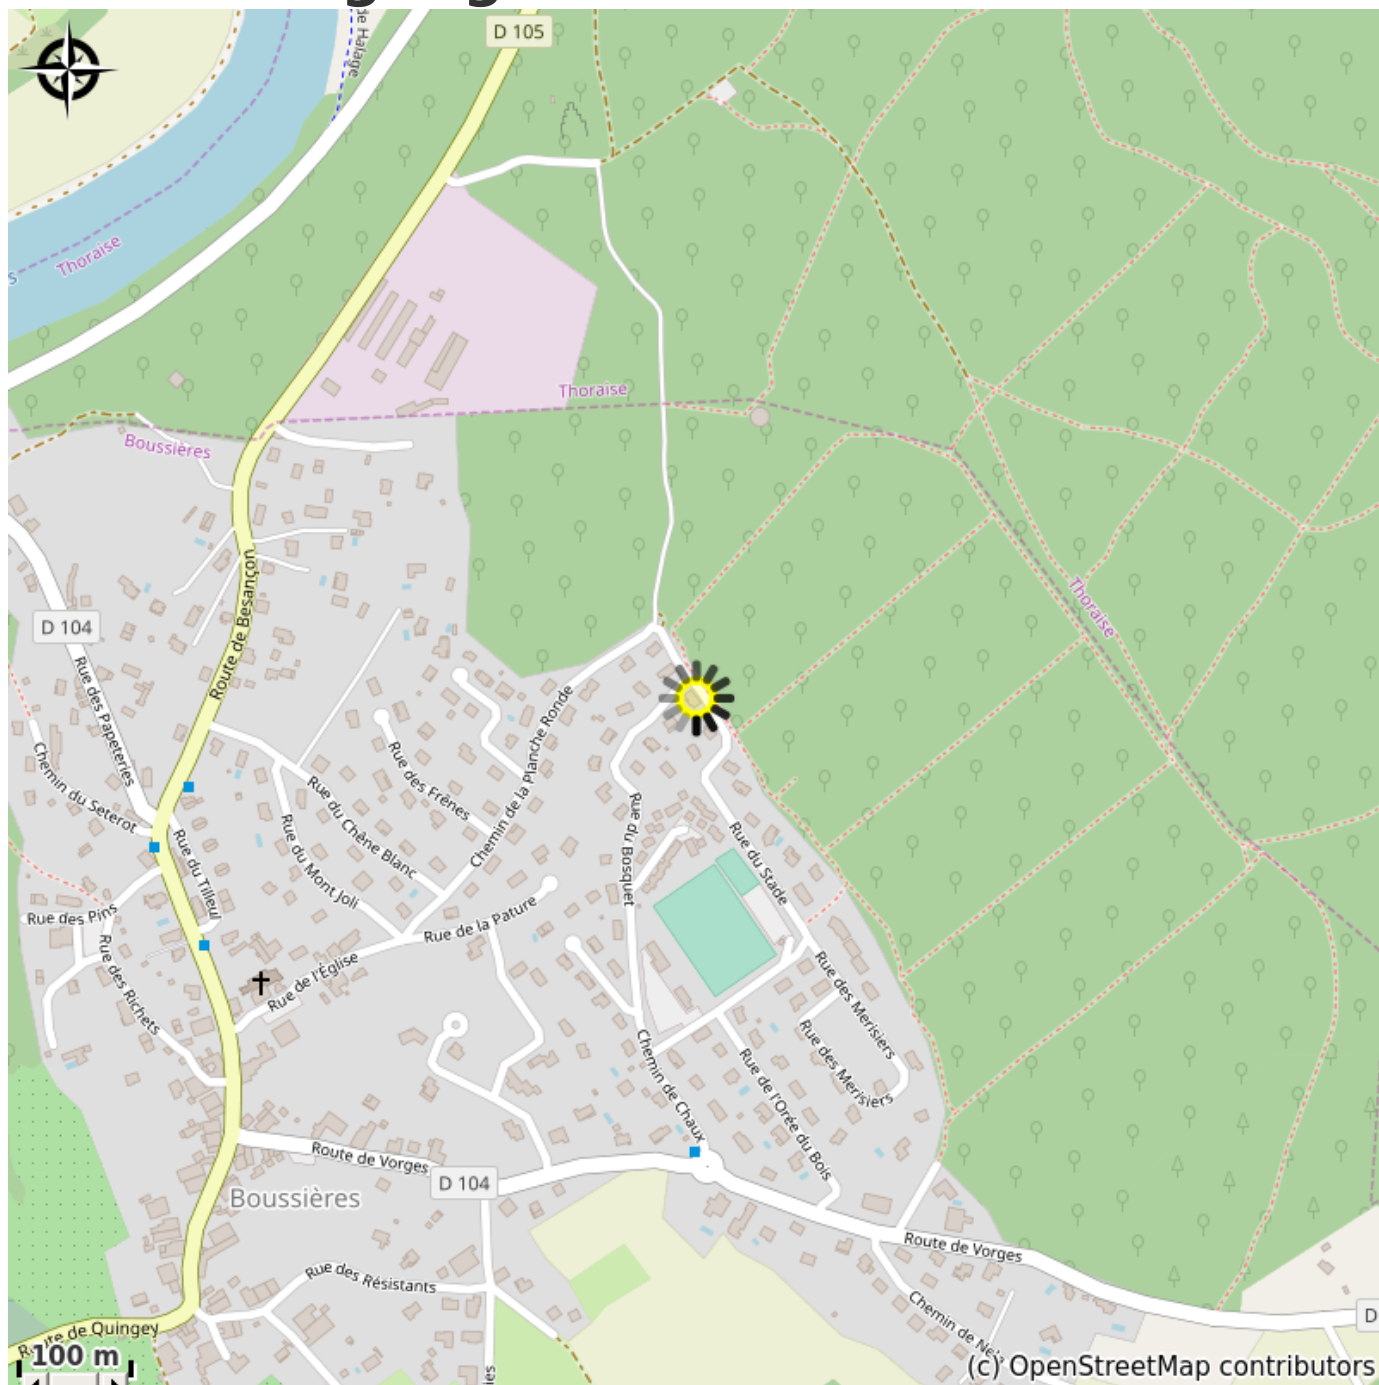 D 105
de Halage
Thoraise
Thoraise
Boussières
Route de Besançon
Thoraise
D 104
Rue des Papeteries
Chemin du Seterot
Rue des Frênes
Chemin de la Planche Ronde
Rue du Chêne Blanc
Rue du Mont Joli
Rue du Tilleul
Rue du Bosquet
Rue du Stade
Rue des Pins
Rue de la Pature
Rue des Richets
Rue de l'Église
Rue des Merisiers
Rue des Merisiers
Chemin de Chaux
Rue de l'Orée du Bois
Route de Vorges
D 104
Boussières
Route de Vorges
Rue des Résistants
Chemin de
Route de Quingey
D
100 m
(c) OpenStreetMap contributors